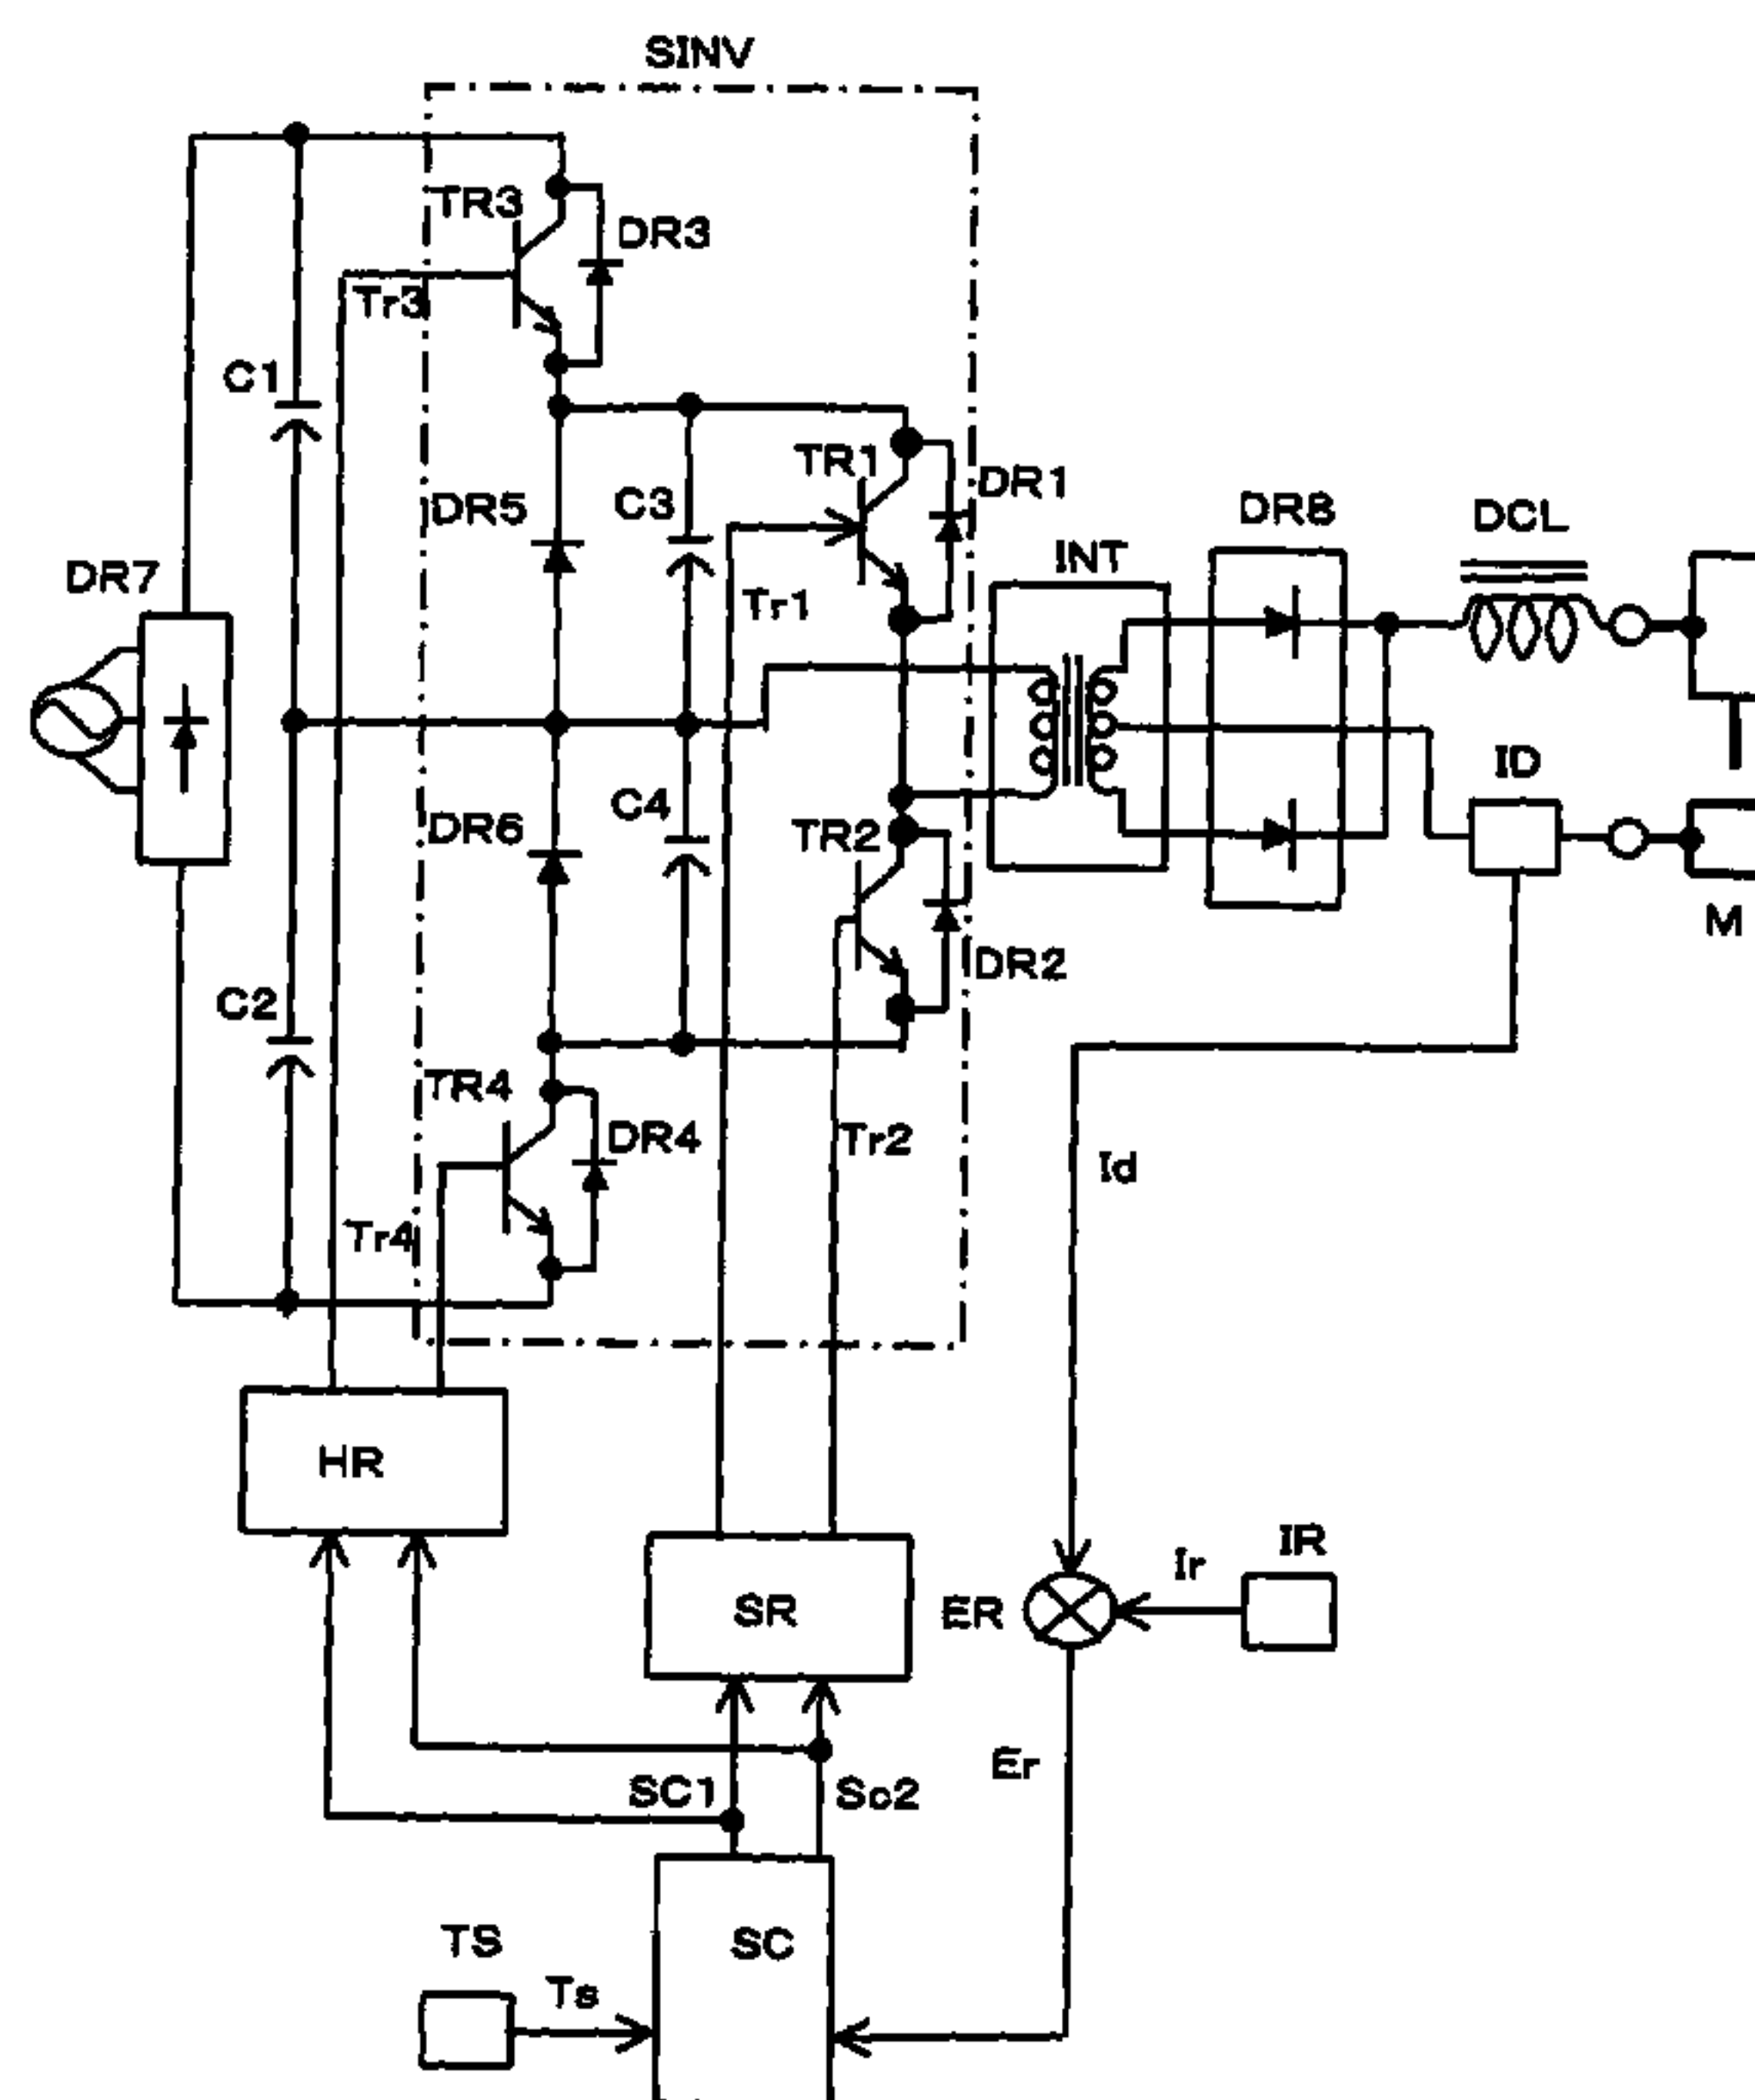 SINV
TR3
DR3
Tr3
C1
TR1
DR1
DR5
C3
DR8
DCL
INT
DR7
Tr1
ID
C4
DR6
TR2
M
DR2
C2
TR4
DR4
Tr2
Id
Tr4
HR
IR
Ir
SR
ER
Er
SC1
Sc2
TS
SC
Ts